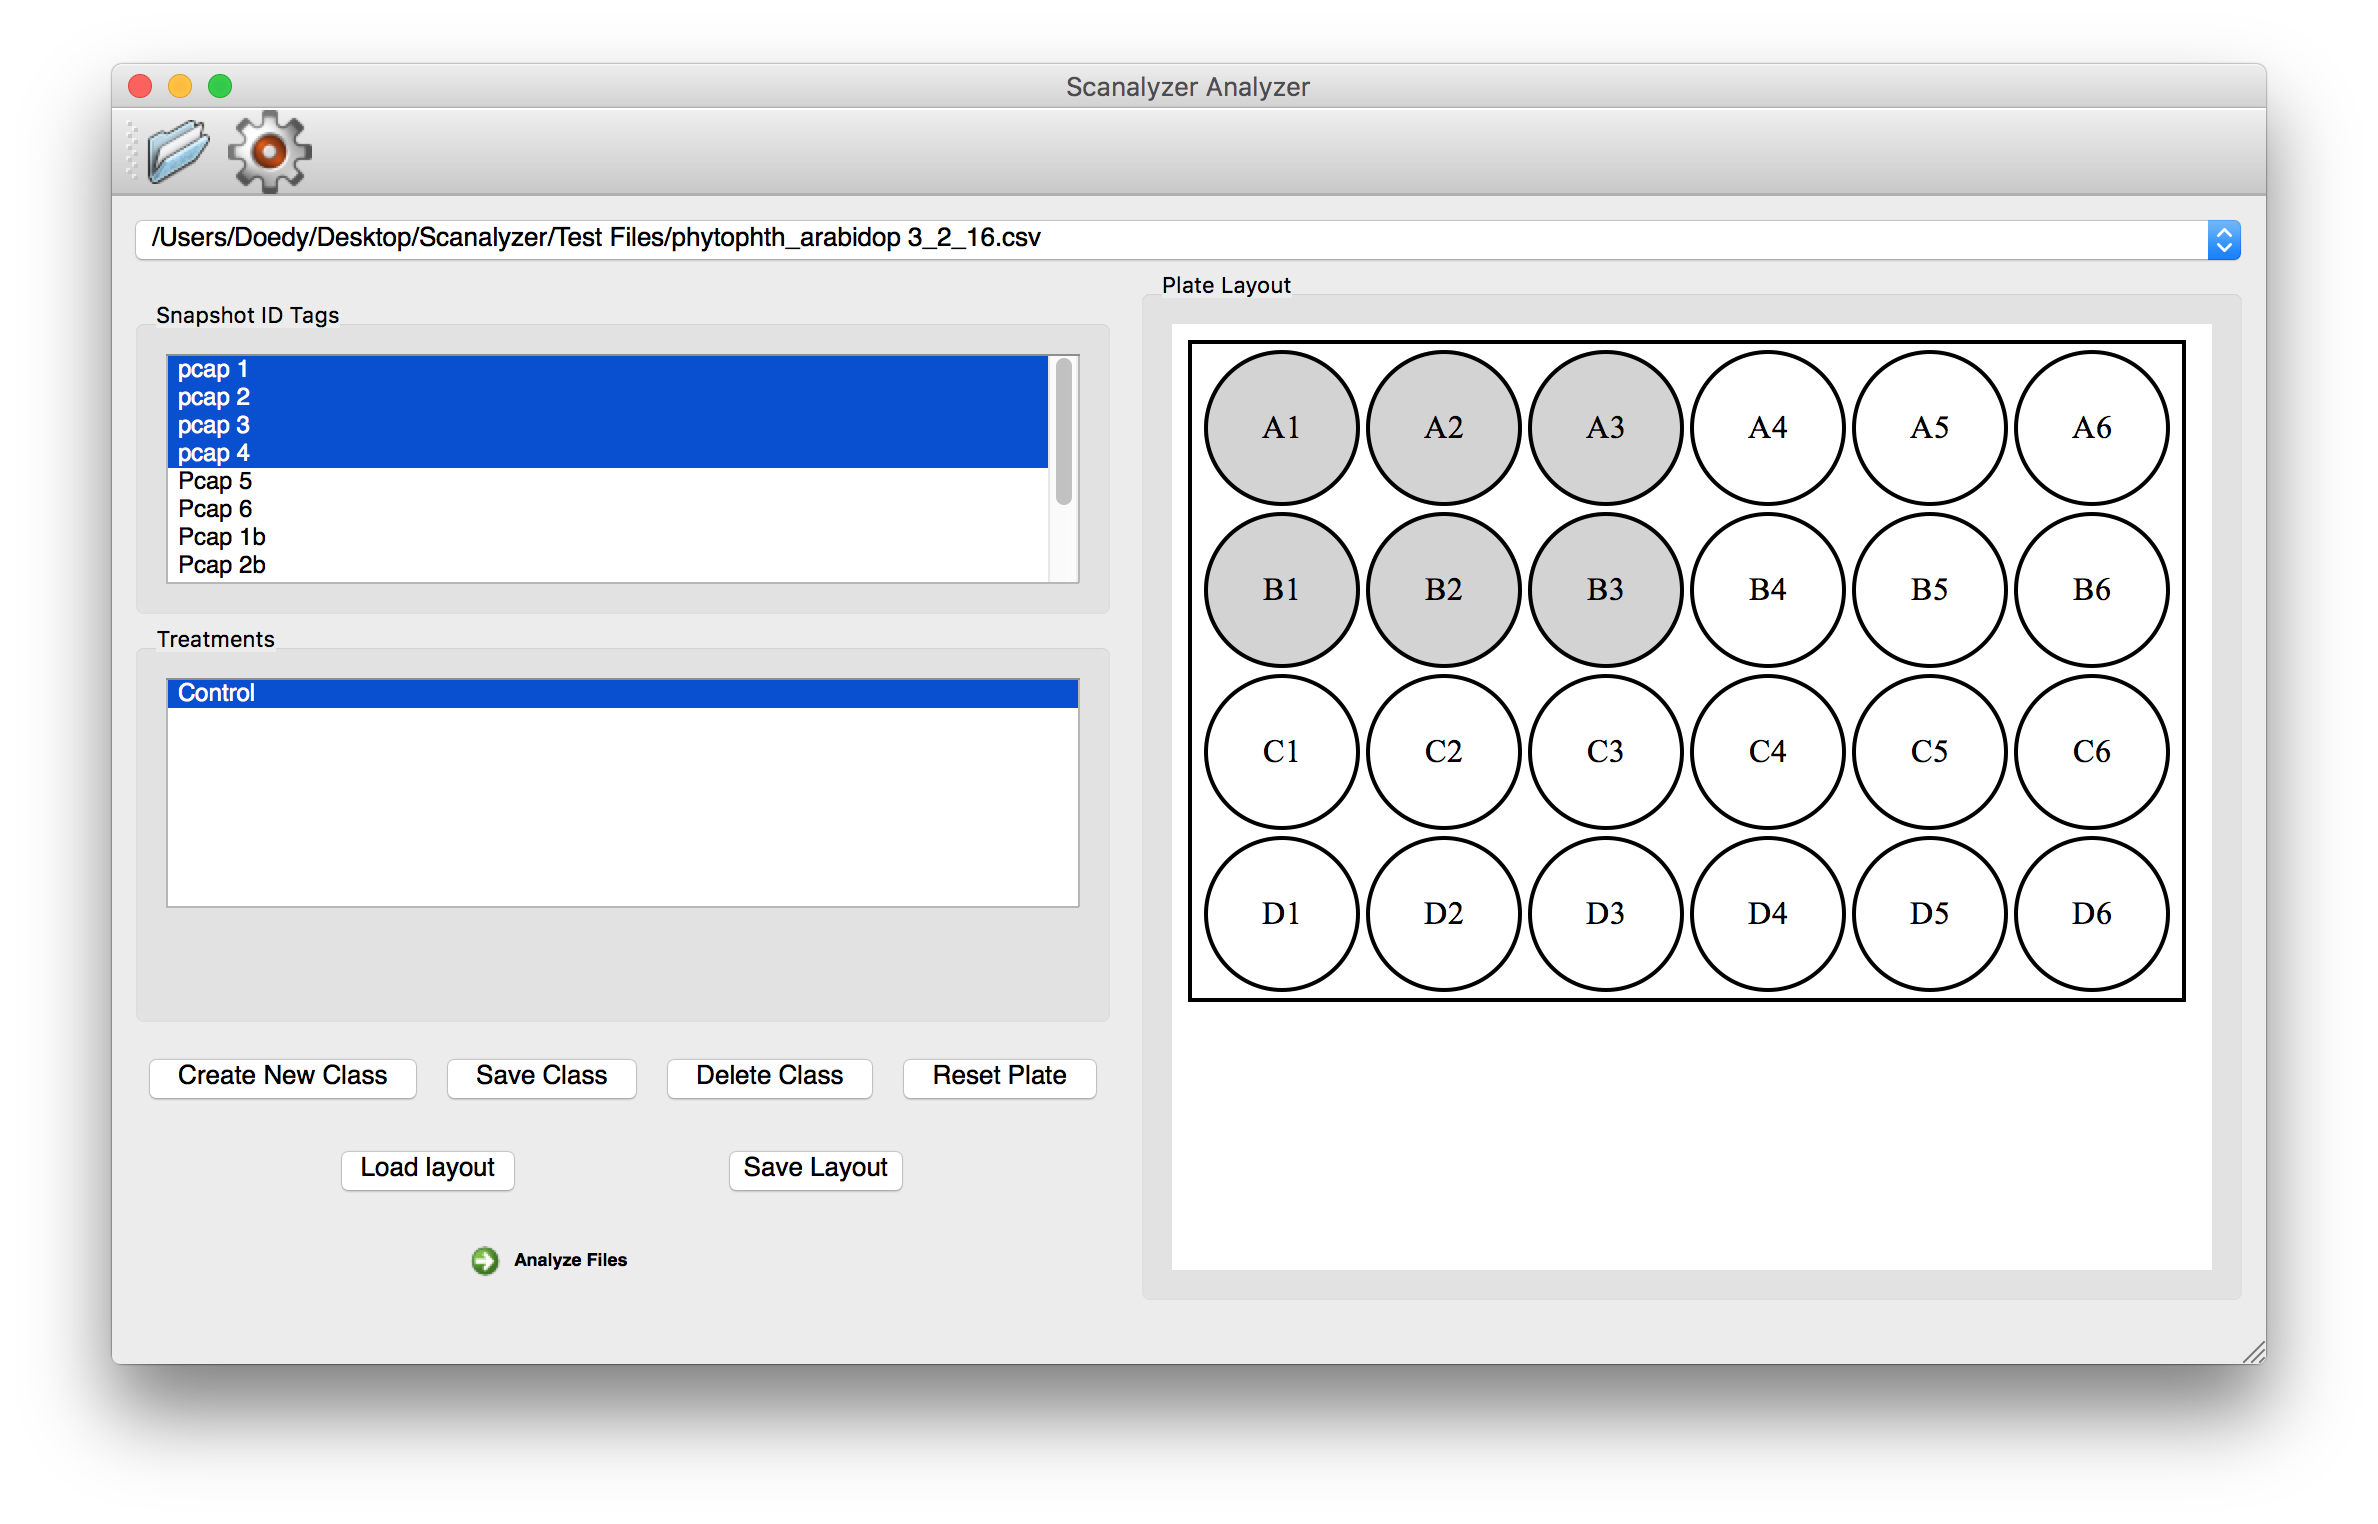 Scanalyzer Analyzer
/Users/Doedy/Desktop/Scanalyzer/Test Files/phytophth_arabidop 3_2_16.csv
Snapshot ID Tags
pcap 1
pcap 2
pcap 3
pcap 4
Pcap 5
Pcap 6
Pcap 1b
Pcap 2b
Treatments
Control
Create New Class Save Class Delete Class Reset Plate
Load layout Save Layout
Analyze Files
Plate Layout
A1 A2 A3 A4 A5 A6
B1 B2 B3 B4 B5 B6
C1 C2 C3 C4 C5 C6
D1 D2 D3 D4 D5 D6